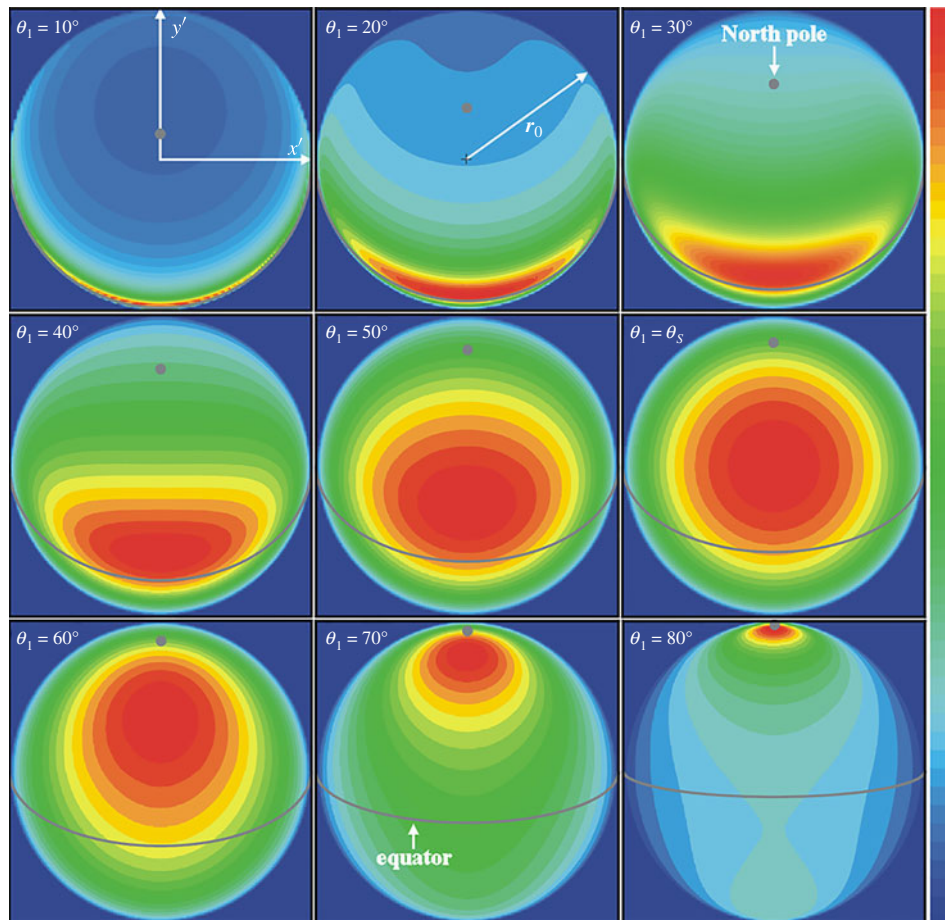 θ₁ = 10°
y′
x′
θ₁ = 20°
r₀
θ₁ = 30°
North pole
θ₁ = 40°
θ₁ = 50°
θ₁ = θ_S
θ₁ = 60°
θ₁ = 70°
equator
θ₁ = 80°